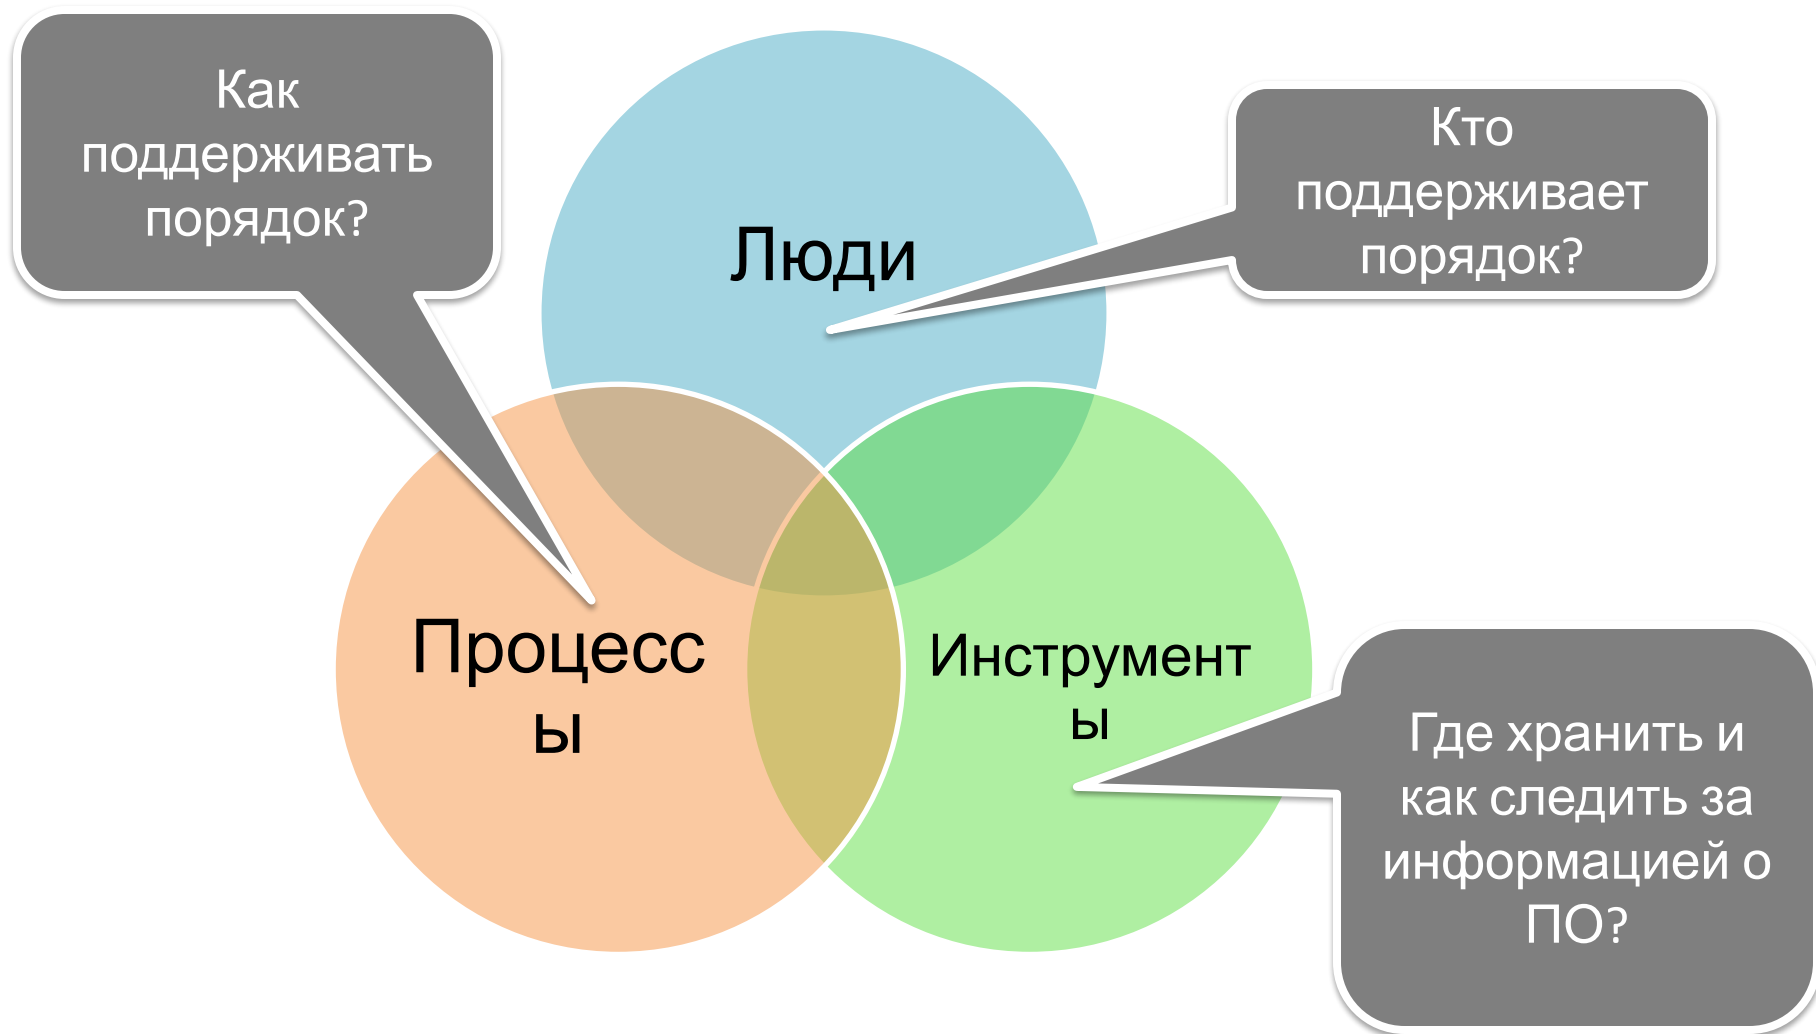 Как
поддерживать
порядок?
Кто
поддерживает
порядок?
Люди
Процесс
ы
Инструмент
ы
Где хранить и
как следить за
информацией о
ПО?